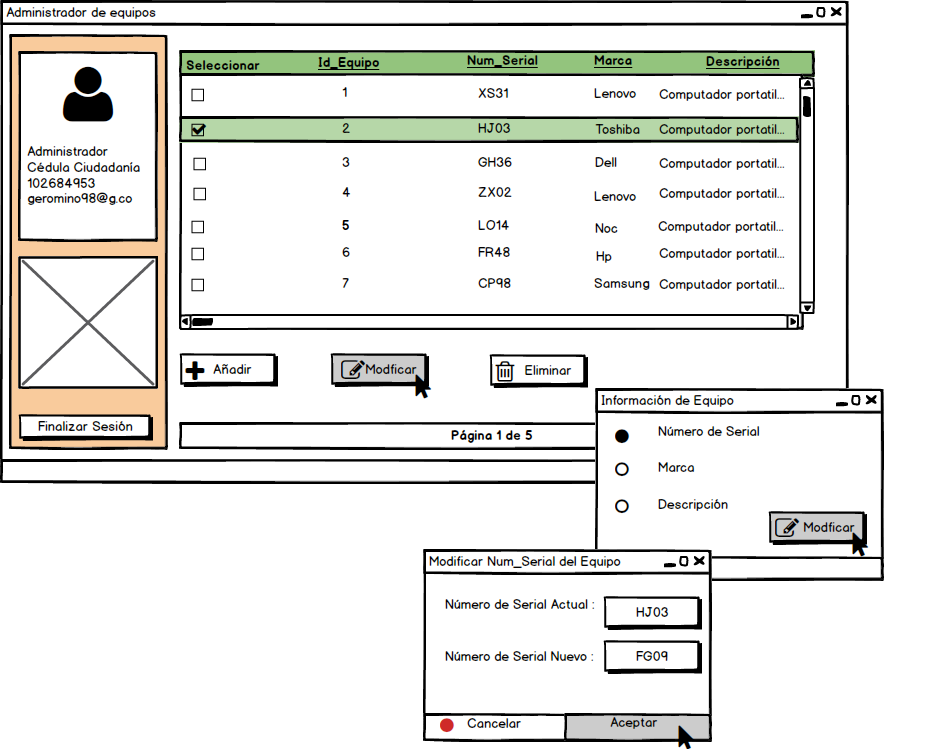 Administrador de equipos
Administrador
Cédula Ciudadanía
102684953
geromino98@g.co
Finalizar Sesión
Seleccionar Id_Equipo Num_Serial Marca Descripción
1 XS31 Lenovo Computador portatil...
2 HJ03 Toshiba Computador portatil...
3 GH36 Dell Computador portatil...
4 ZX02 Lenovo Computador portatil...
5 LO14 Noc Computador portatil...
6 FR48 Hp Computador portatil...
7 CP98 Samsung Computador portatil...
Añadir Modficar Eliminar
Página 1 de 5
Información de Equipo
Número de Serial
Marca
Descripción
Modficar
Modificar Num_Serial del Equipo
Número de Serial Actual : HJ03
Número de Serial Nuevo : FG09
Cancelar Aceptar